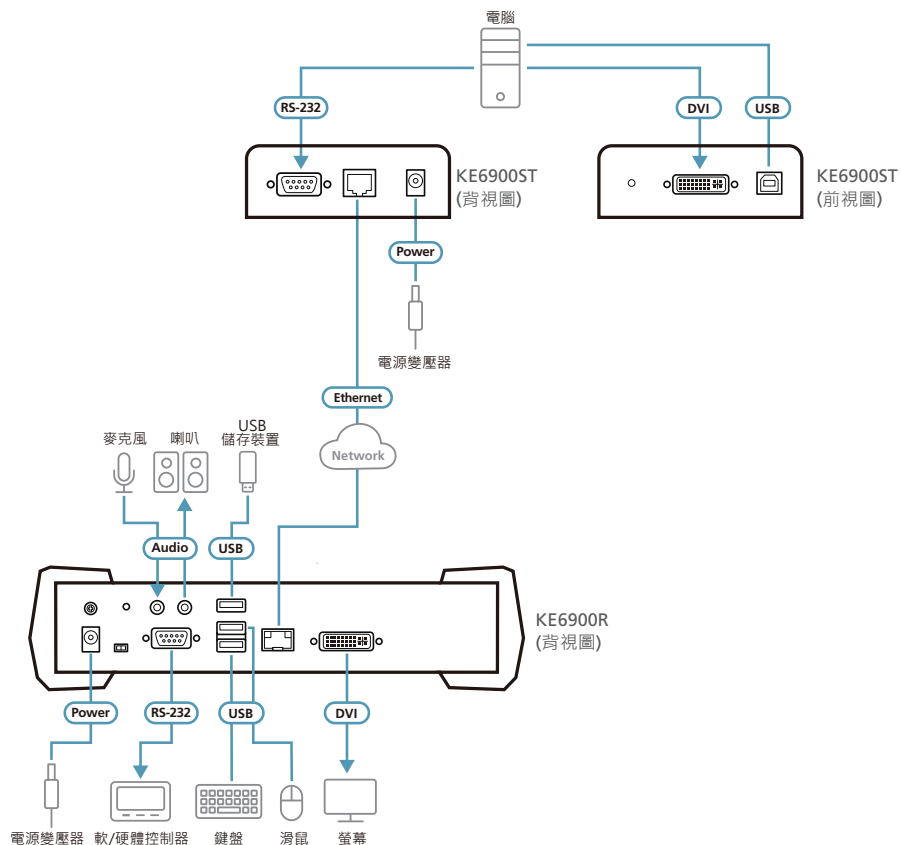 電腦
RS-232
DVI
USB
KE6900ST
(背視圖)
KE6900ST
(前視圖)
Power
電源變壓器
Ethernet
Network
麥克風
喇叭
USB
儲存裝置
Audio
USB
KE6900R
(背視圖)
Power
RS-232
USB
DVI
電源變壓器
軟/硬體控制器
鍵盤
滑鼠
螢幕